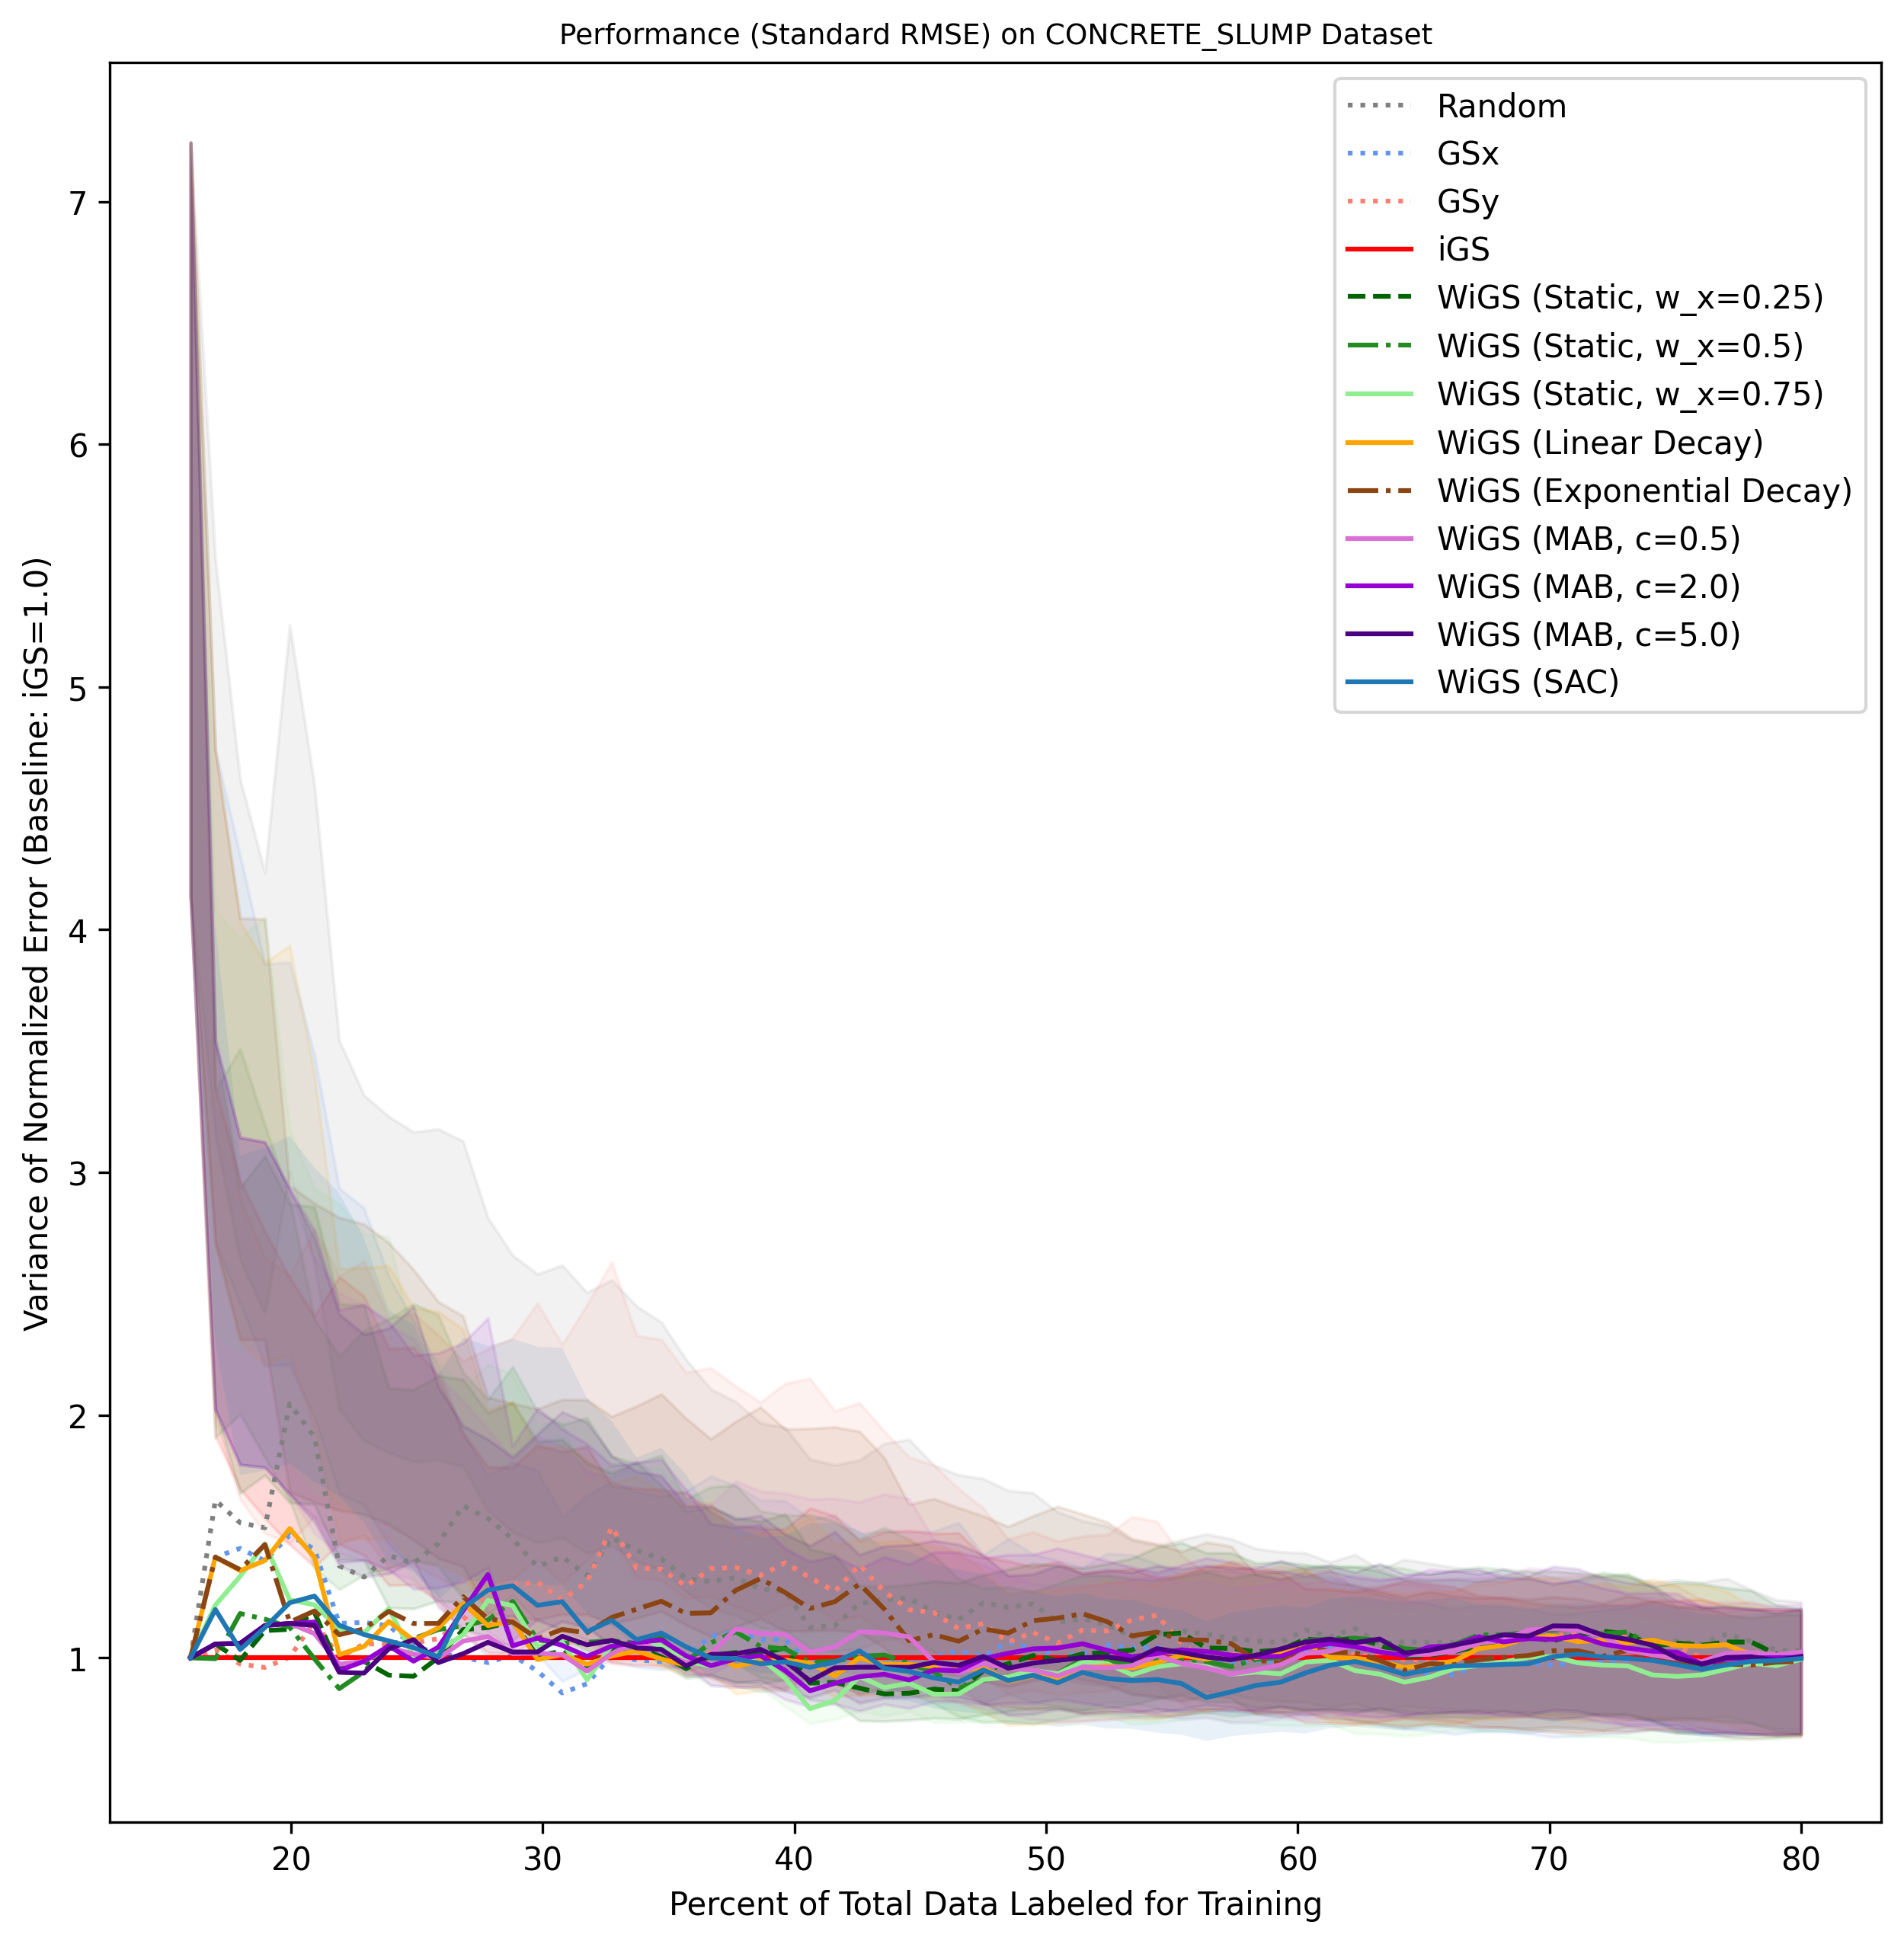 Performance (Standard RMSE) on CONCRETE_SLUMP Dataset
Variance of Normalized Error (Baseline: iGS=1.0)
7
6
5
4
3
2
1
Random
GSx
GSy
iGS
WiGS (Static, w_x=0.25)
WiGS (Static, w_x=0.5)
WiGS (Static, w_x=0.75)
WiGS (Linear Decay)
WiGS (Exponential Decay)
WiGS (MAB, c=0.5)
WiGS (MAB, c=2.0)
WiGS (MAB, c=5.0)
WiGS (SAC)
20 30 40 50 60 70 80
Percent of Total Data Labeled for Training